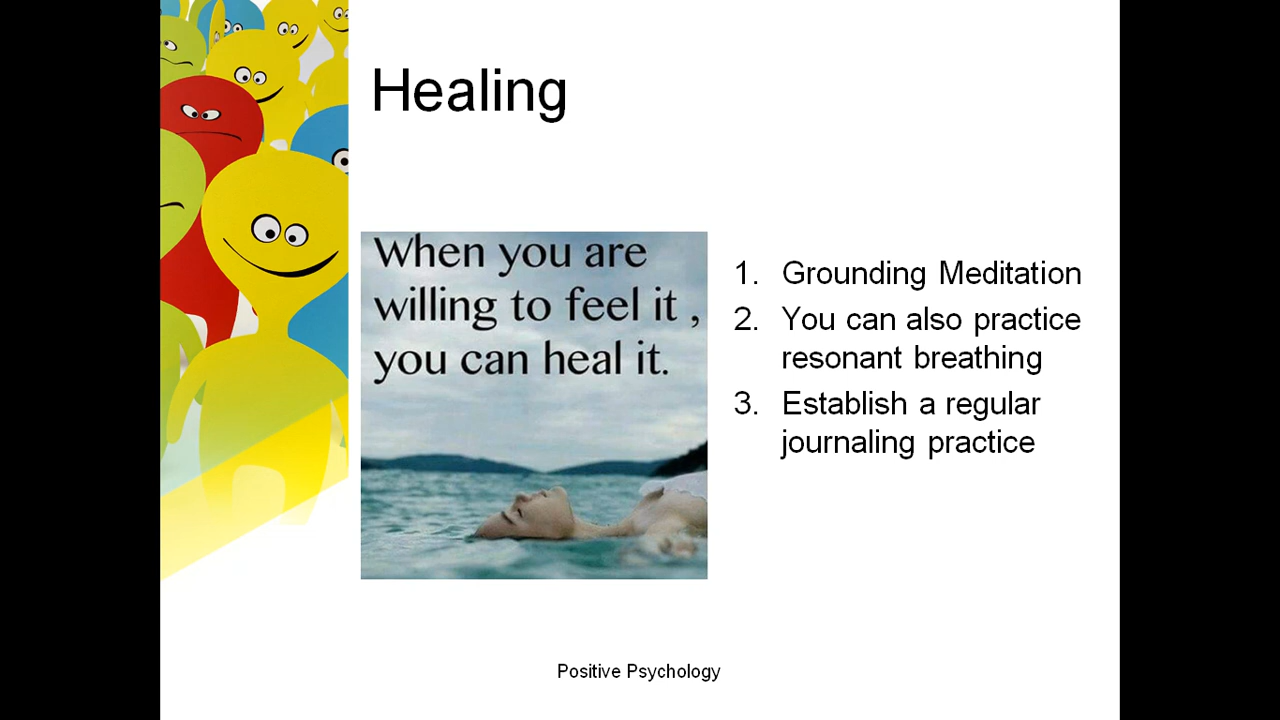 Healing
When you are
willing to feel it ,
you can heal it.
1. Grounding Meditation
2. You can also practice
resonant breathing
3. Establish a regular
journaling practice
Positive Psychology